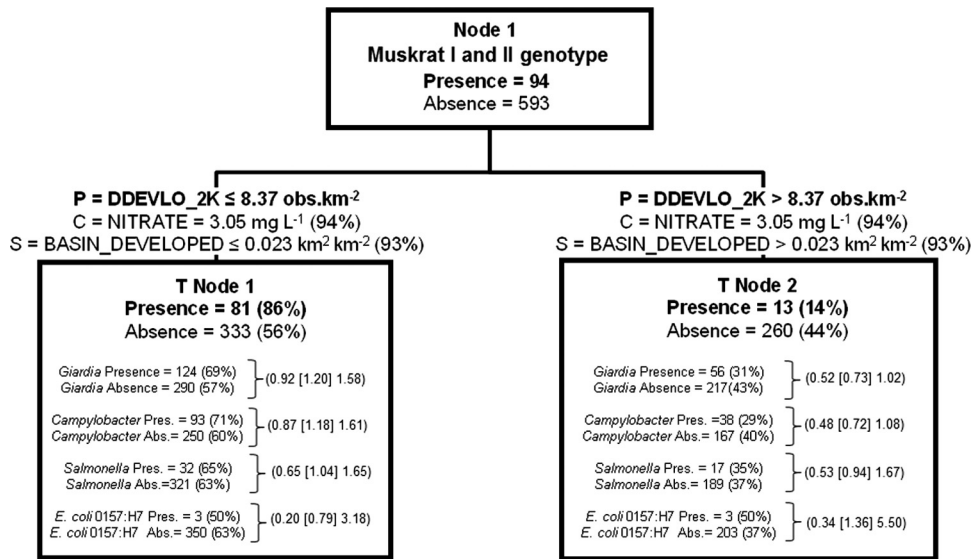 Node 1
Muskrat I and II genotype
Presence = 94
Absence = 593
P = DDEVLO_2K ≤ 8.37 obs.km-2
C = NITRATE = 3.05 mg L-1 (94%)
S = BASIN_DEVELOPED ≤ 0.023 km2 km-2 (93%)
T Node 1
Presence = 81 (86%)
Absence = 333 (56%)
Giardia Presence = 124 (69%)
Giardia Absence = 290 (57%)
(0.92 [1.20] 1.58)
Campylobacter Pres. = 93 (71%)
Campylobacter Abs.= 250 (60%)
(0.87 [1.18] 1.61)
Salmonella Pres. = 32 (65%)
Salmonella Abs.=321 (63%)
(0.65 [1.04] 1.65)
E. coli 0157:H7 Pres. = 3 (50%)
E. coli 0157:H7 Abs.= 350 (63%)
(0.20 [0.79] 3.18)
P = DDEVLO_2K > 8.37 obs.km-2
C = NITRATE = 3.05 mg L-1 (94%)
S = BASIN_DEVELOPED > 0.023 km2 km-2 (93%)
T Node 2
Presence = 13 (14%)
Absence = 260 (44%)
Giardia Presence = 56 (31%)
Giardia Absence = 217(43%)
(0.52 [0.73] 1.02)
Campylobacter Pres. =38 (29%)
Campylobacter Abs.= 167 (40%)
(0.48 [0.72] 1.08)
Salmonella Pres. = 17 (35%)
Salmonella Abs.= 189 (37%)
(0.53 [0.94] 1.67)
E. coli 0157:H7 Pres. = 3 (50%)
E. coli 0157:H7 Abs.= 203 (37%)
(0.34 [1.36] 5.50)